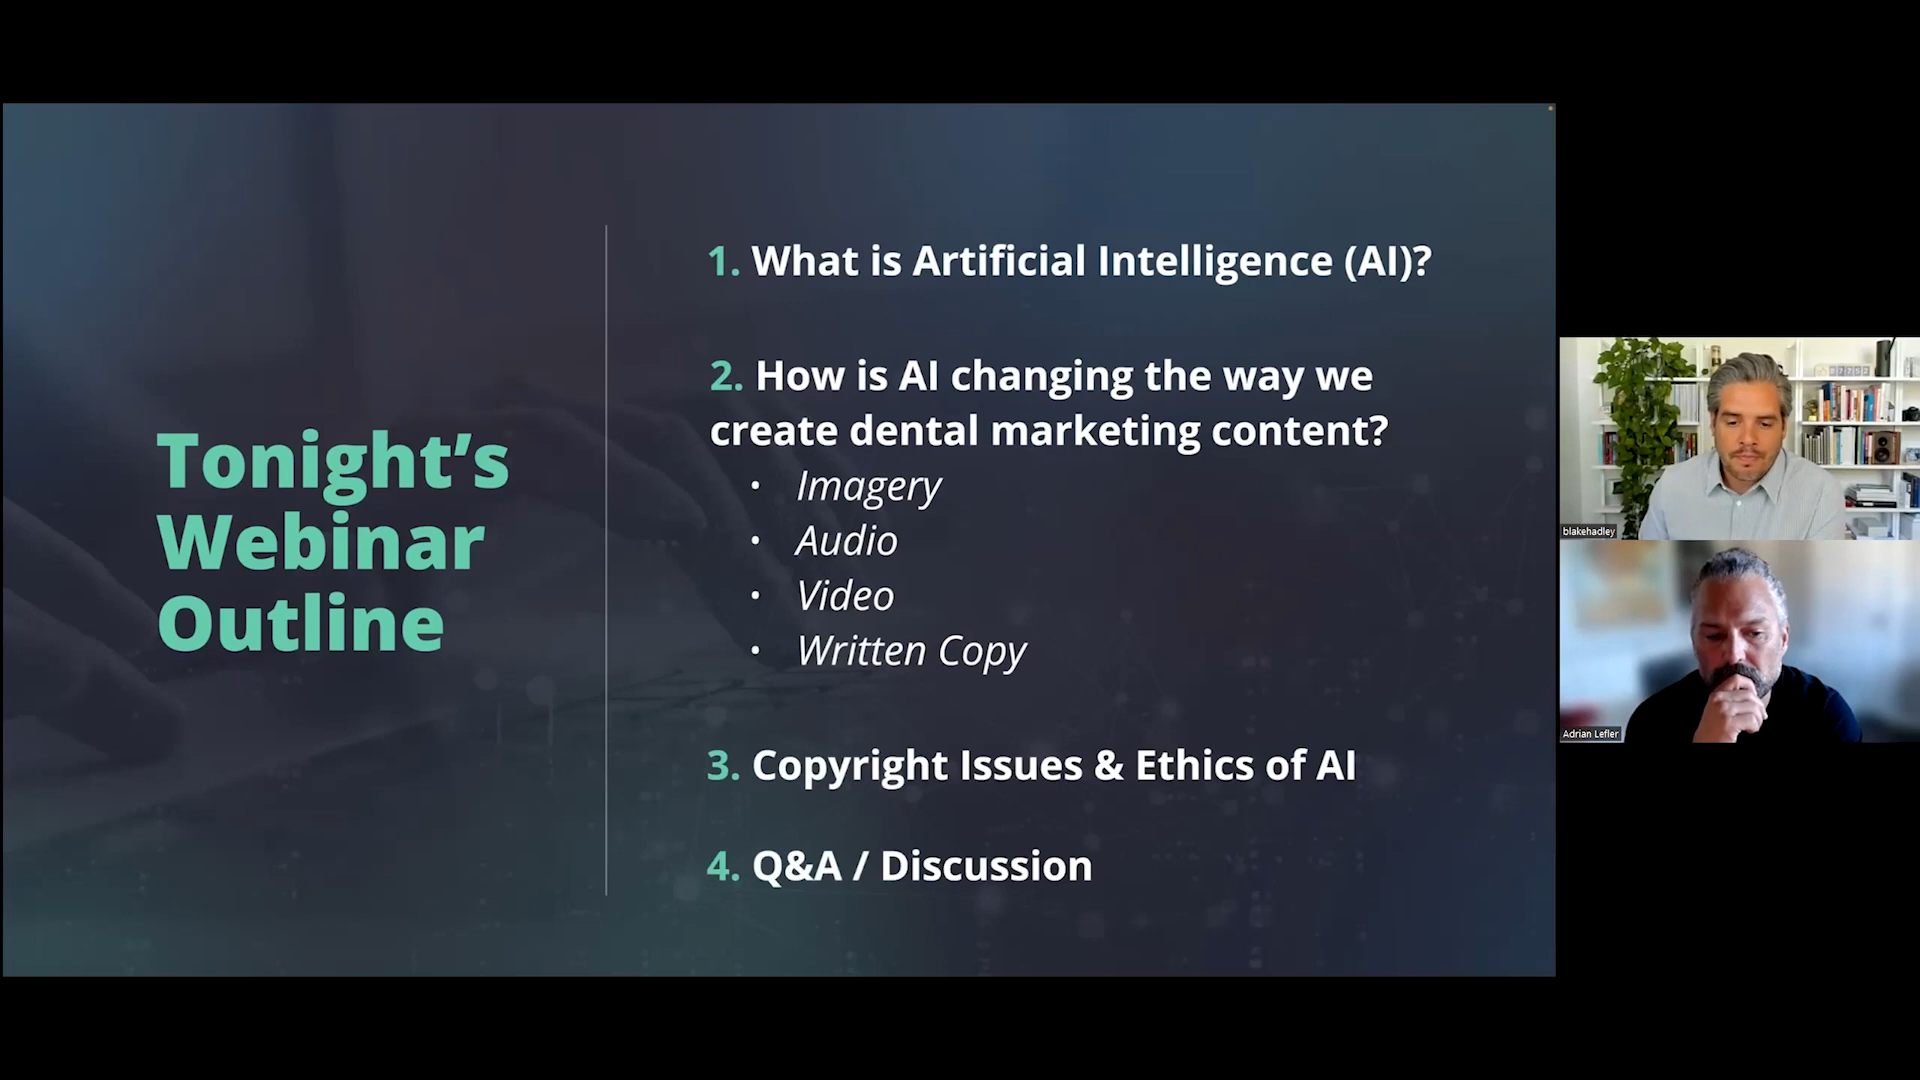 Tonight’s
Webinar
Outline
1. What is Artificial Intelligence (AI)?
2. How is AI changing the way we
create dental marketing content?
• Imagery
• Audio
• Video
• Written Copy
3. Copyright Issues & Ethics of AI
4. Q&A / Discussion
blakehadley
Adrian Lefler